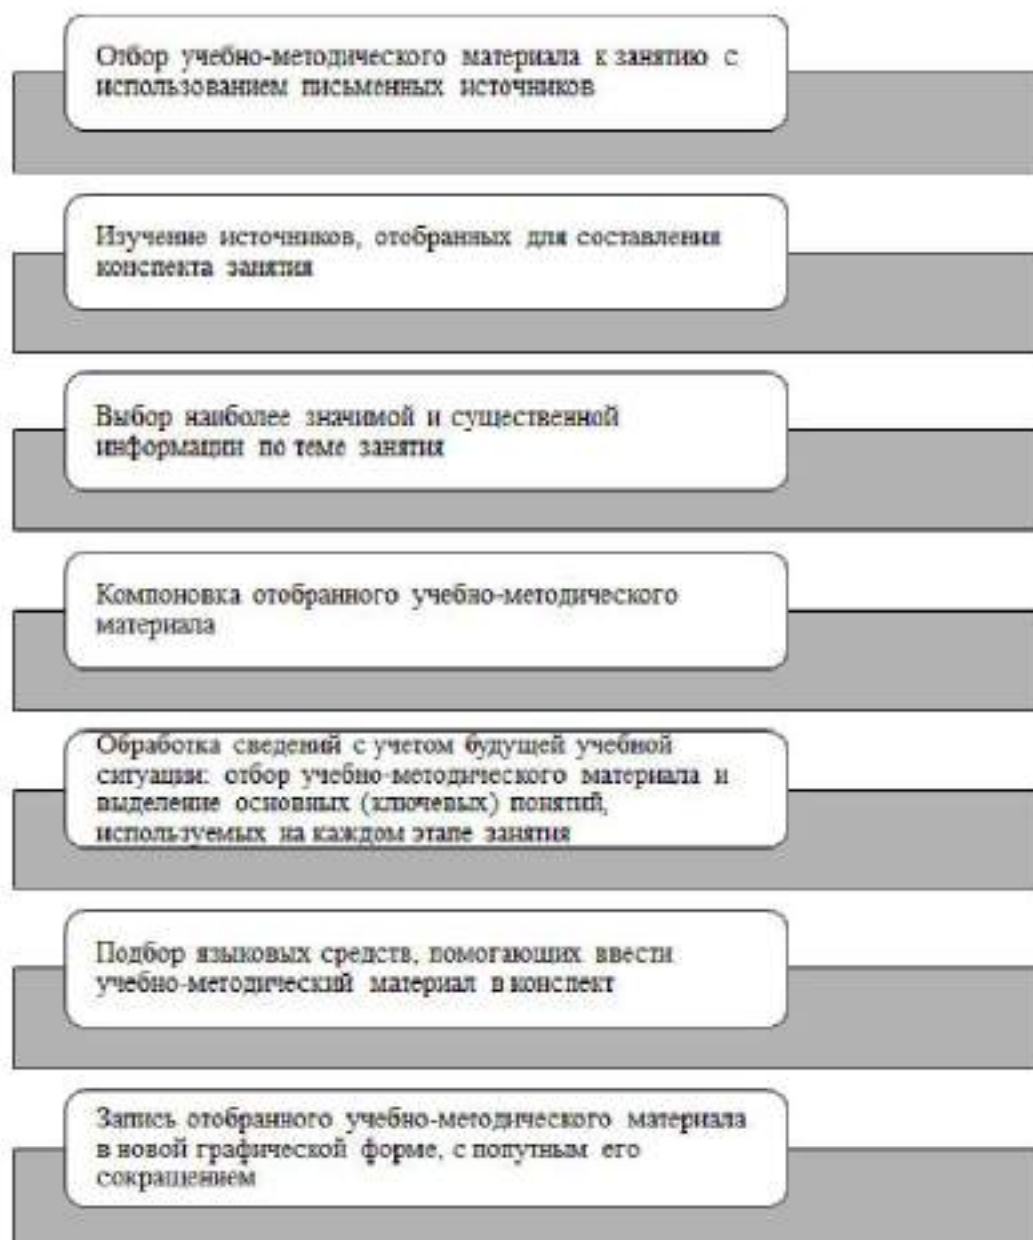 Отбор учебно-методического материала к занятию с
использованием письменных источников
Изучение источников, отобранных для составления
конспекта занятия
Выбор наиболее значимой и существенной
информации по теме занятия
Компоновка отобранного учебно-методического
материала
Обработка сведений с учетом будущей учебной
ситуации: отбор учебно-методического материала и
выделение основных (ключевых) понятий,
используемых на каждом этапе занятия
Подбор языковых средств, помогающих ввести
учебно-методический материал в конспект
Запись отобранного учебно-методического материала
в новой графической форме, с попутным его
сокращением